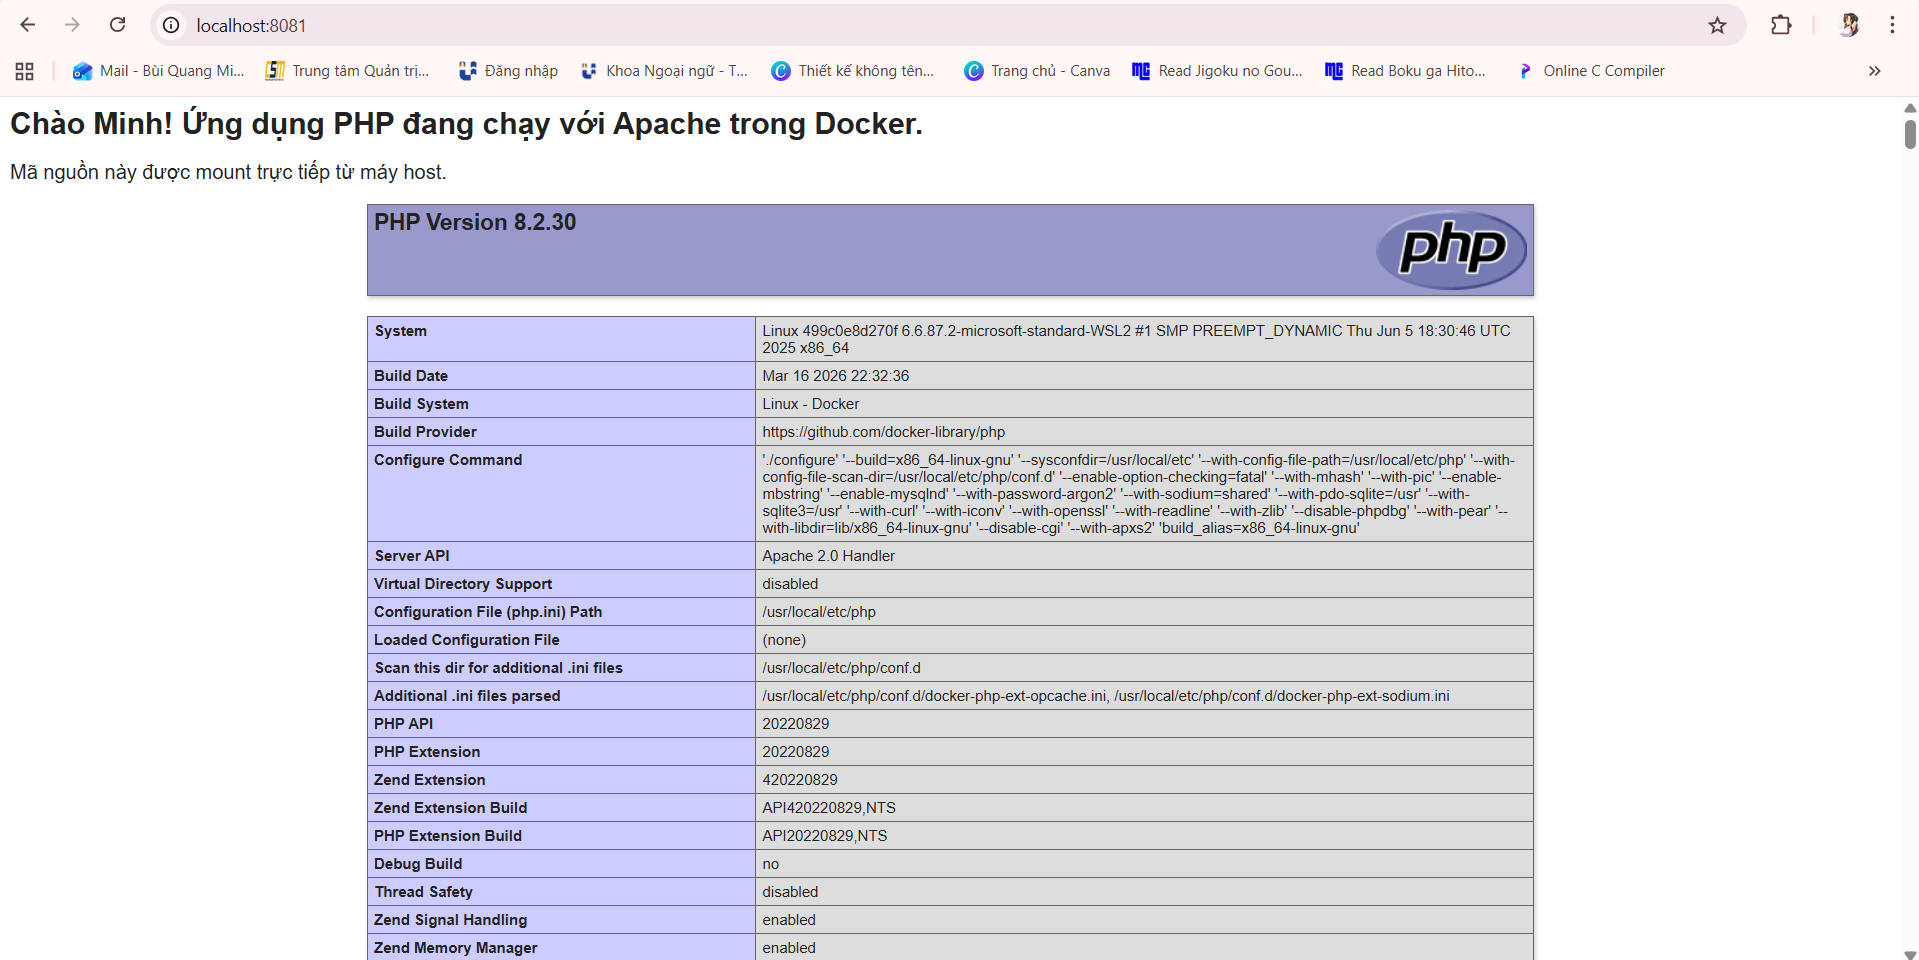 localhost:8081
Mail - Bùi Quang Mi...
Trung tâm Quản trị...
Đăng nhập
Khoa Ngoại ngữ - T...
Thiết kế không tên...
Trang chủ - Canva
Read Jigoku no Gou...
Read Boku ga Hito...
Online C Compiler
Chào Minh! Ứng dụng PHP đang chạy với Apache trong Docker.
Mã nguồn này được mount trực tiếp từ máy host.
PHP Version 8.2.30
php
System
Linux 499c0e8d270f 6.6.87.2-microsoft-standard-WSL2 #1 SMP PREEMPT_DYNAMIC Thu Jun 5 18:30:46 UTC
2025 x86_64
Build Date
Mar 16 2026 22:32:36
Build System
Linux - Docker
Build Provider
https://github.com/docker-library/php
Configure Command
'./configure' '--build=x86_64-linux-gnu' '--sysconfdir=/usr/local/etc' '--with-config-file-path=/usr/local/etc/php' '--with-
config-file-scan-dir=/usr/local/etc/php/conf.d' '--enable-option-checking=fatal' '--with-mhash' '--with-pic' '--enable-
mbstring' '--enable-mysqlnd' '--with-password-argon2' '--with-sodium=shared' '--with-pdo-sqlite=/usr' '--with-
sqlite3=/usr' '--with-curl' '--with-iconv' '--with-openssl' '--with-readline' '--with-zlib' '--disable-phpdbg' '--with-pear' '--
with-libdir=lib/x86_64-linux-gnu' '--disable-cgi' '--with-apxs2' 'build_alias=x86_64-linux-gnu'
Server API
Apache 2.0 Handler
Virtual Directory Support
disabled
Configuration File (php.ini) Path
/usr/local/etc/php
Loaded Configuration File
(none)
Scan this dir for additional .ini files
/usr/local/etc/php/conf.d
Additional .ini files parsed
/usr/local/etc/php/conf.d/docker-php-ext-opcache.ini, /usr/local/etc/php/conf.d/docker-php-ext-sodium.ini
PHP API
20220829
PHP Extension
20220829
Zend Extension
420220829
Zend Extension Build
API420220829,NTS
PHP Extension Build
API20220829,NTS
Debug Build
no
Thread Safety
disabled
Zend Signal Handling
enabled
Zend Memory Manager
enabled